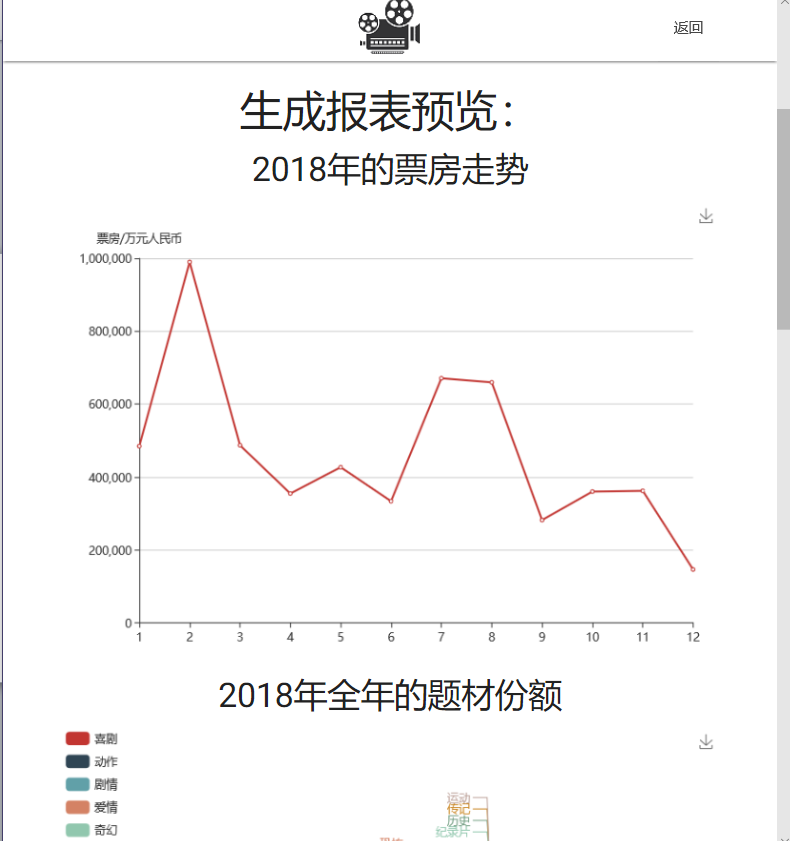 返回
生成报表预览：
2018年的票房走势
票房/万元人民币
1,000,000
800,000
600,000
400,000
200,000
0
1 2 3 4 5 6 7 8 9 10 11 12
2018年全年的题材份额
喜剧
动作
剧情
爱情
奇幻
运动
传记
历史
纪录片